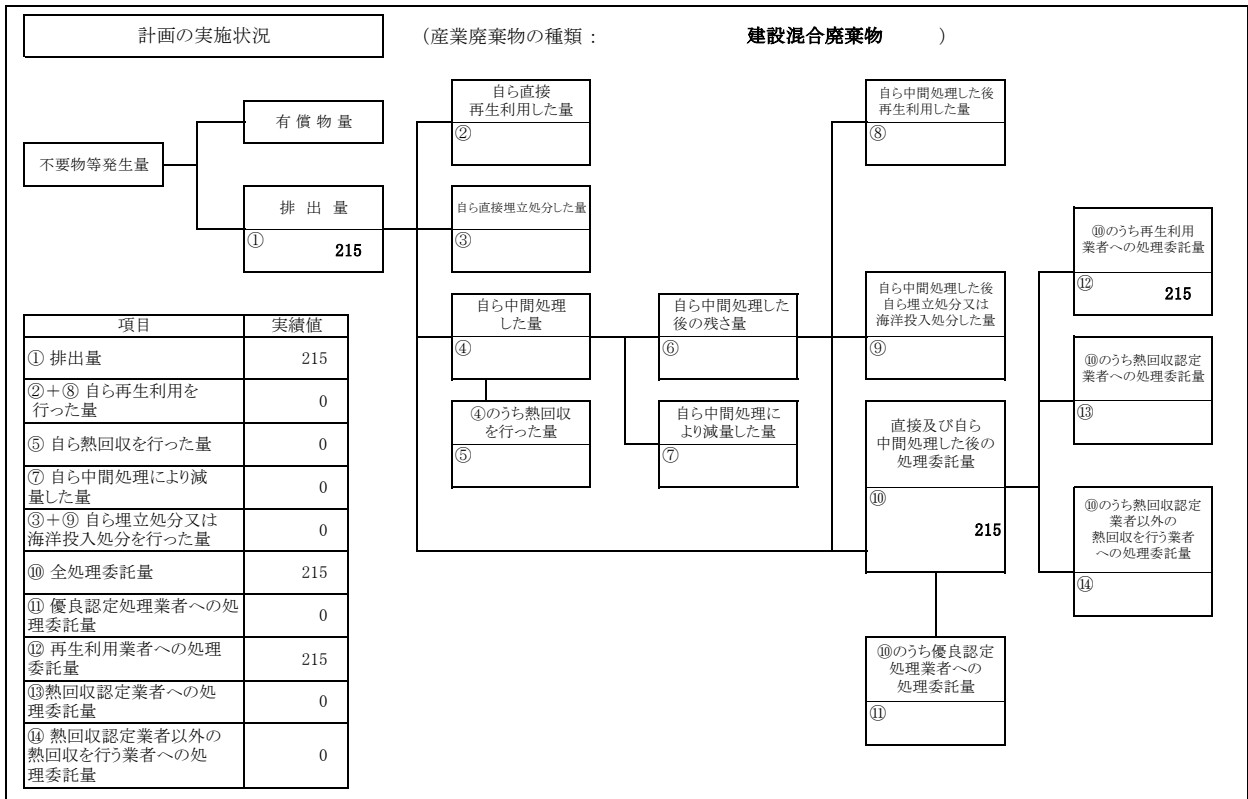 計画の実施状況
(産業廃棄物の種類： 建設混合廃棄物 )
不要物等発生量
有償物量
排出量
①
215
自ら直接
再生利用した量
②
自ら直接埋立処分した量
③
自ら中間処理
した量
④
④のうち熱回収
を行った量
⑤
自ら中間処理した
後の残さ量
⑥
自ら中間処理に
より減量した量
⑦
自ら中間処理した後
再生利用した量
⑧
自ら中間処理した後
自ら埋立処分又は
海洋投入処分した量
⑨
直接及び自ら
中間処理した後の
処理委託量
⑩
215
⑩のうち優良認定
処理業者への
処理委託量
⑪
⑩のうち再生利用
業者への処理委託量
⑫
215
⑩のうち熱回収認定
業者への処理委託量
⑬
⑩のうち熱回収認定
業者以外の
熱回収を行う業者
への処理委託量
⑭
項目 実績値
① 排出量 215
②＋⑧ 自ら再生利用を
行った量 0
⑤ 自ら熱回収を行った量 0
⑦ 自ら中間処理により減
量した量 0
③＋⑨ 自ら埋立処分又は
海洋投入処分を行った量 0
⑩ 全処理委託量 215
⑪ 優良認定処理業者への処
理委託量 0
⑫ 再生利用業者への処理
委託量 215
⑬熱回収認定業者への処
理委託量 0
⑭ 熱回収認定業者以外の
熱回収を行う業者への処
理委託量 0